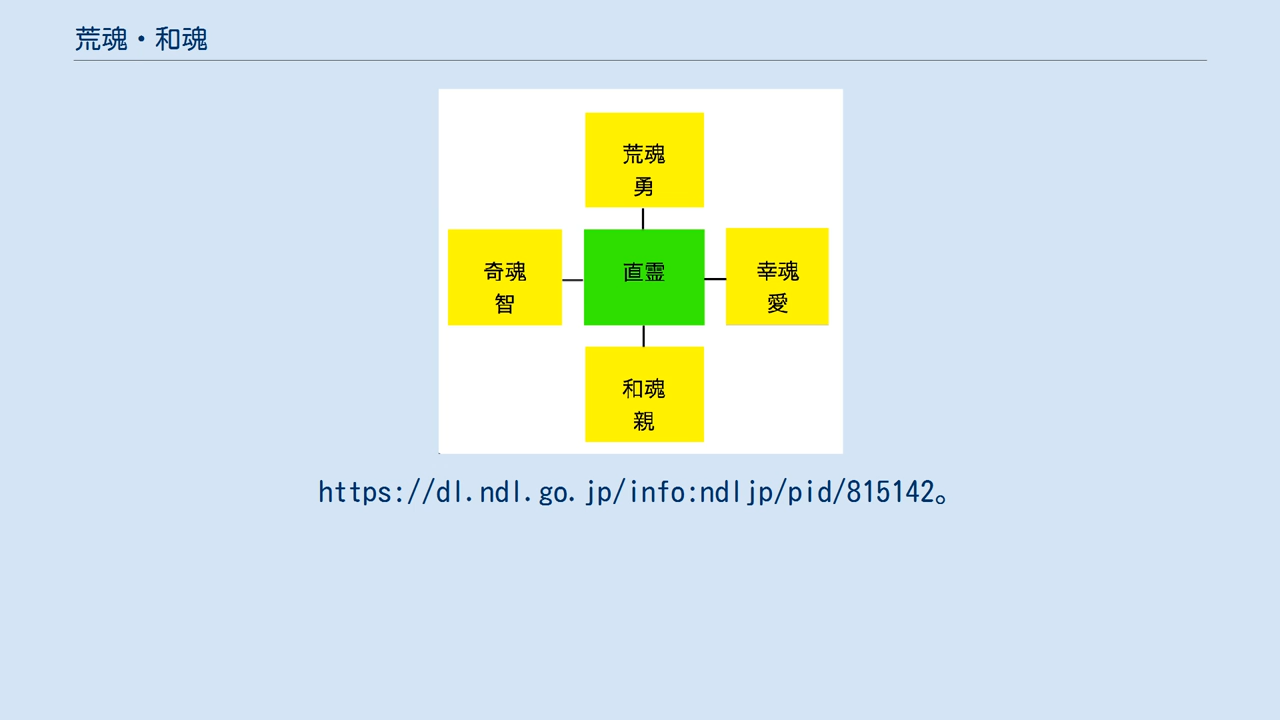 荒魂・和魂
荒魂
勇
奇魂
智
直霊
幸魂
愛
和魂
親
https://dl.ndl.go.jp/info:ndljp/pid/815142。